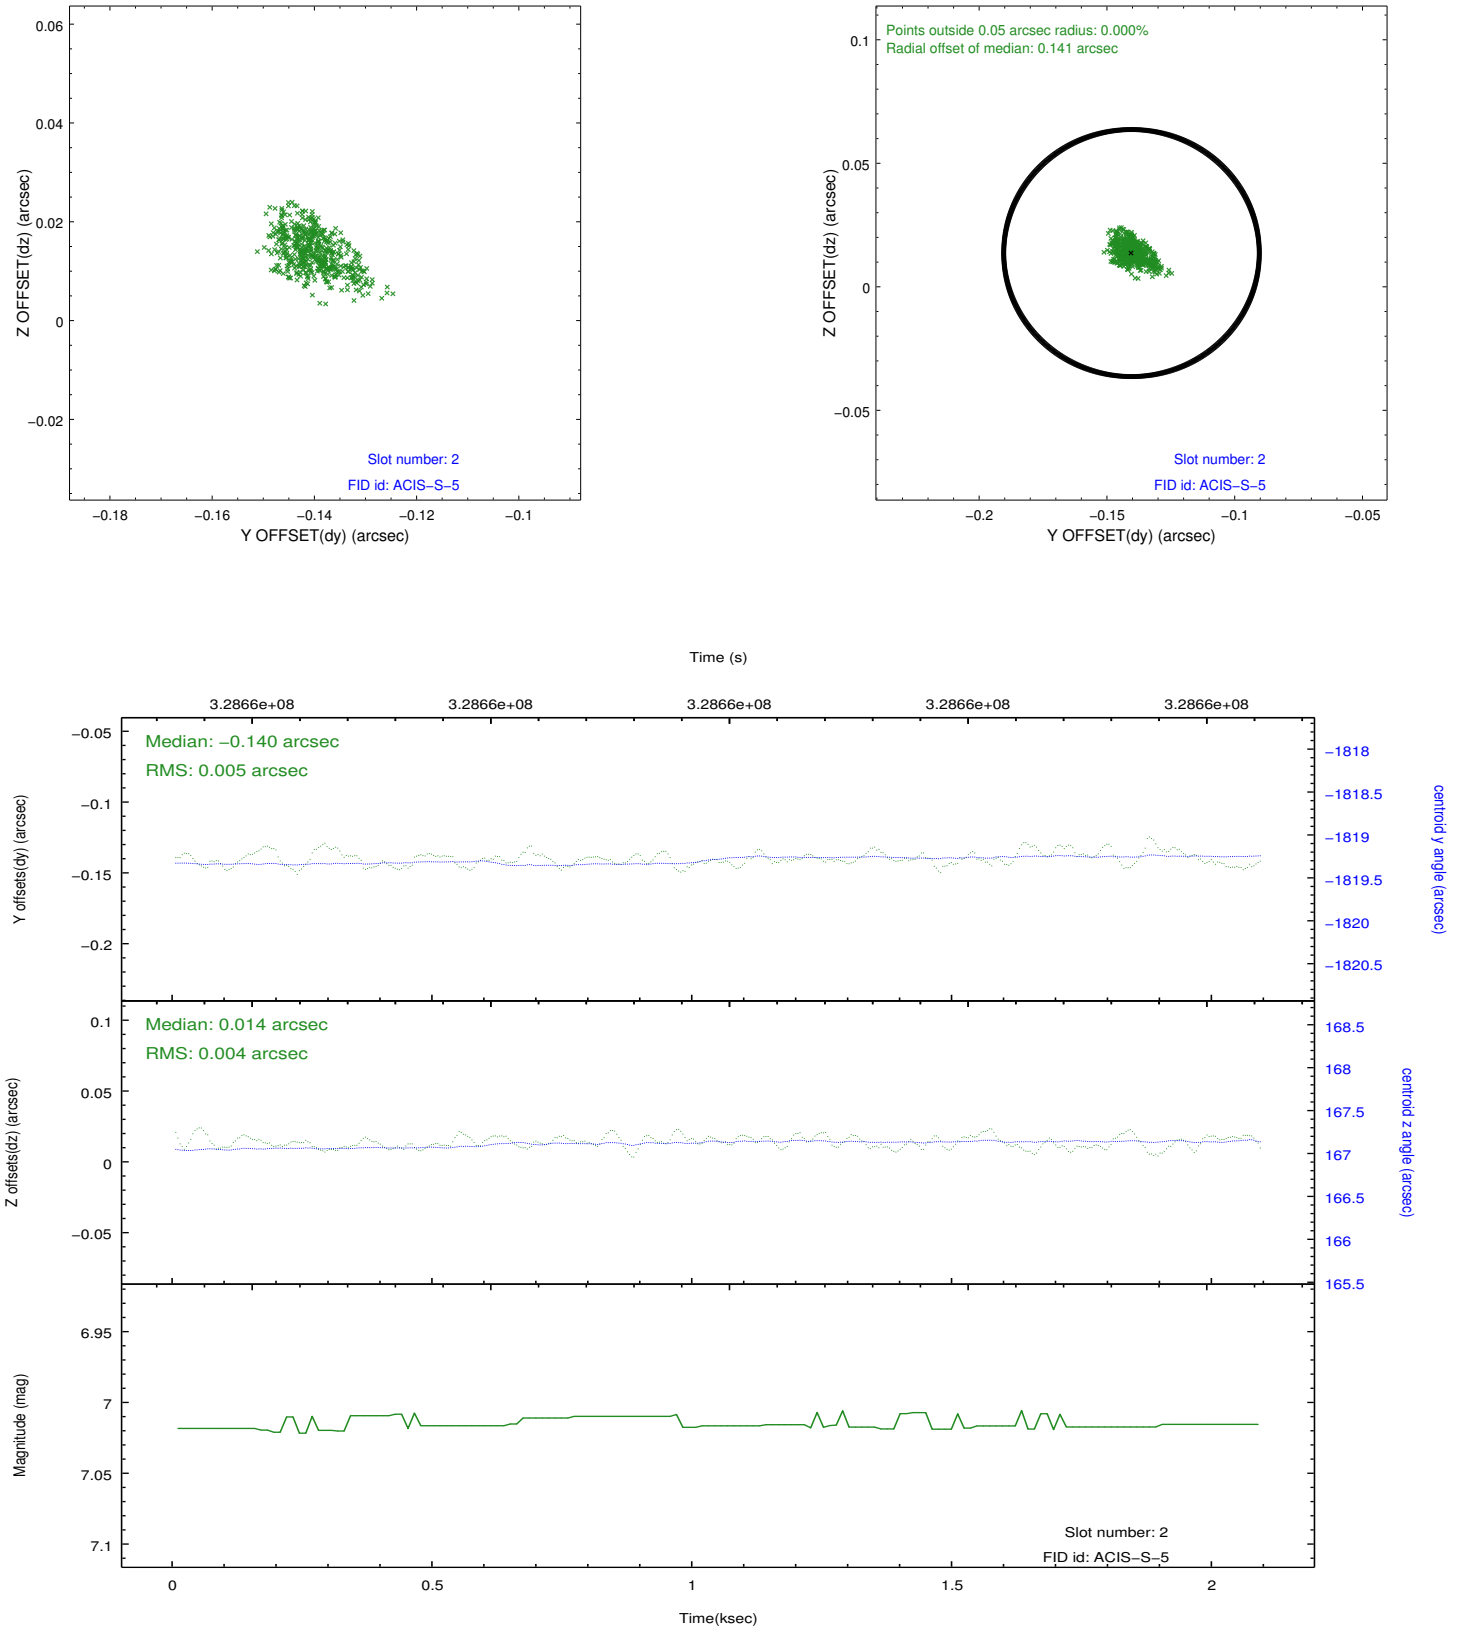 0.06
0.04
0.02
0
−0.02
Z OFFSET(dz) (arcsec)
Slot number: 2
FID id: ACIS−S−5
−0.18 −0.16 −0.14 −0.12 −0.1
Y OFFSET(dy) (arcsec)
Points outside 0.05 arcsec radius: 0.000%
Radial offset of median: 0.141 arcsec
0.1
0.05
0
−0.05
Z OFFSET(dz) (arcsec)
Slot number: 2
FID id: ACIS−S−5
−0.2 −0.15 −0.1 −0.05
Y OFFSET(dy) (arcsec)
Time (s)
3.2866e+08 3.2866e+08 3.2866e+08 3.2866e+08 3.2866e+08
Median: −0.140 arcsec
RMS: 0.005 arcsec
−0.05
−0.1
−0.15
−0.2
Y offsets(dy) (arcsec)
−1818
−1818.5
−1819
−1819.5
−1820
−1820.5
centroid y angle (arcsec)
Median: 0.014 arcsec
RMS: 0.004 arcsec
0.1
0.05
0
−0.05
Z offsets(dz) (arcsec)
168.5
168
167.5
167
166.5
166
165.5
centroid z angle (arcsec)
6.95
7
7.05
7.1
Magnitude (mag)
Slot number: 2
FID id: ACIS−S−5
0 0.5 1 1.5 2
Time(ksec)